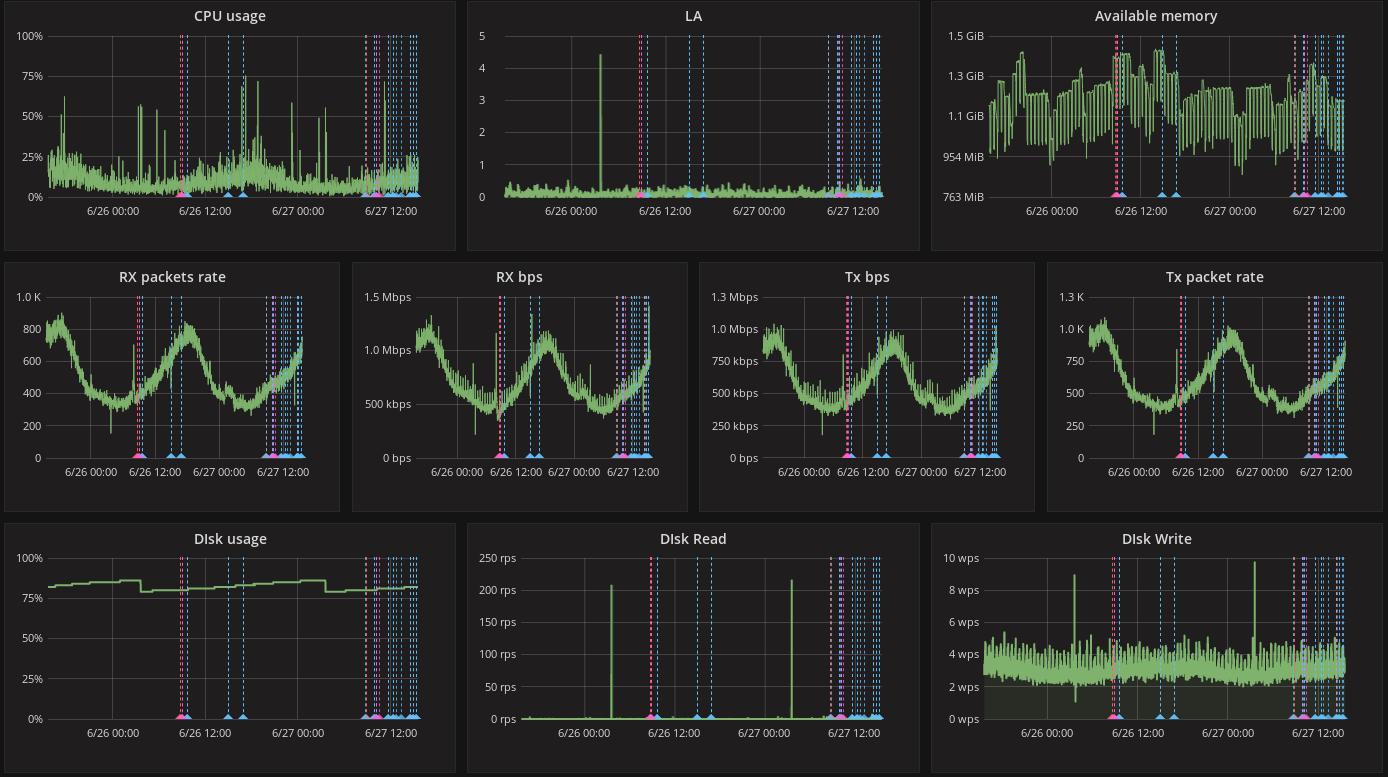 CPU usage
100%
75%
50%
25%
0%
6/26 00:00 6/26 12:00 6/27 00:00 6/27 12:00
LA
5
4
3
2
1
0
6/26 00:00 6/26 12:00 6/27 00:00 6/27 12:00
Available memory
1.5 GiB
1.3 GiB
1.1 GiB
954 MiB
763 MiB
6/26 00:00 6/26 12:00 6/27 00:00 6/27 12:00
RX packets rate
1.0 K
800
600
400
200
0
6/26 00:00 6/26 12:00 6/27 00:00 6/27 12:00
RX bps
1.5 Mbps
1.0 Mbps
500 kbps
0 bps
6/26 00:00 6/26 12:00 6/27 00:00 6/27 12:00
Tx bps
1.3 Mbps
1.0 Mbps
750 kbps
500 kbps
250 kbps
0 bps
6/26 00:00 6/26 12:00 6/27 00:00 6/27 12:00
Tx packet rate
1.3 K
1.0 K
750
500
250
0
6/26 00:00 6/26 12:00 6/27 00:00 6/27 12:00
DIsk usage
100%
75%
50%
25%
0%
6/26 00:00 6/26 12:00 6/27 00:00 6/27 12:00
DIsk Read
250 rps
200 rps
150 rps
100 rps
50 rps
0 rps
6/26 00:00 6/26 12:00 6/27 00:00 6/27 12:00
DIsk Write
10 wps
8 wps
6 wps
4 wps
2 wps
0 wps
6/26 00:00 6/26 12:00 6/27 00:00 6/27 12:00